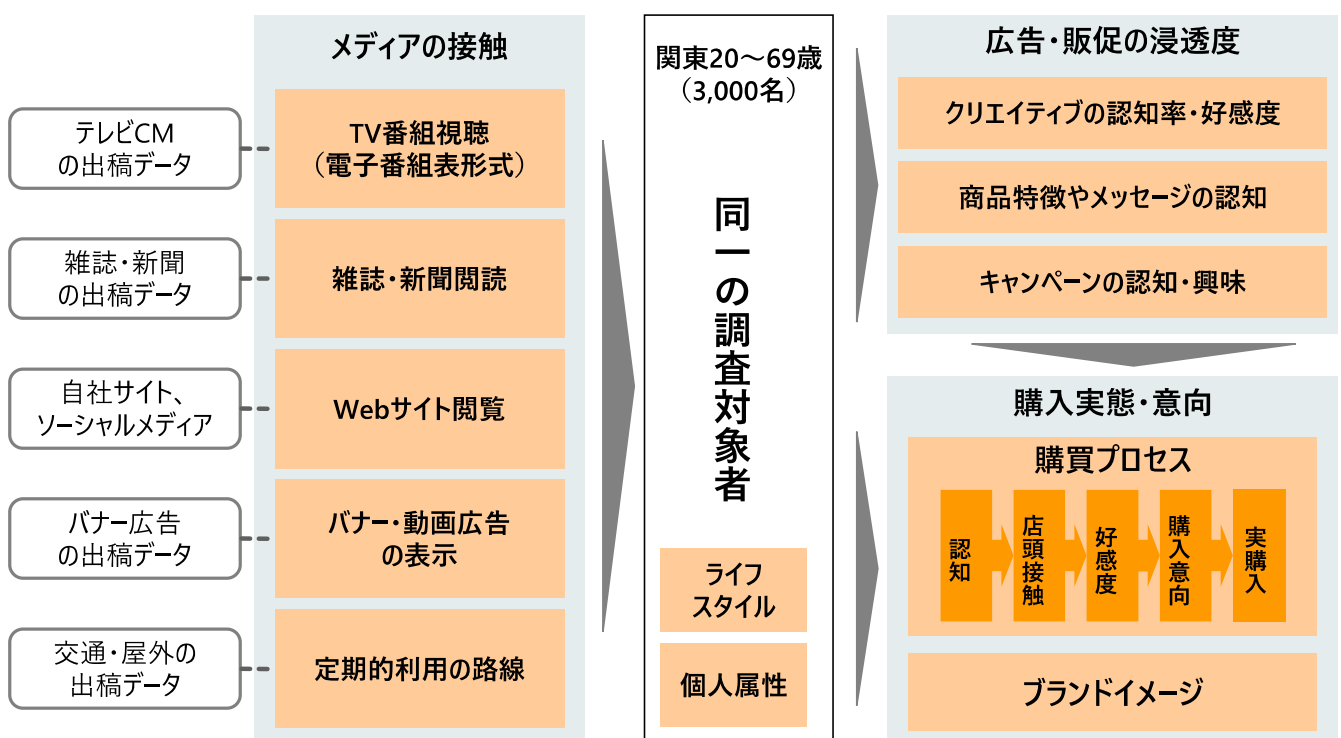 テレビCM
の出稿データ
雑誌・新聞
の出稿データ
自社サイト、
ソーシャルメディア
バナー広告
の出稿データ
交通・屋外の
出稿データ
メディアの接触
TV番組視聴
（電子番組表形式）
雑誌・新聞閲読
Webサイト閲覧
バナー・動画広告
の表示
定期的利用の路線
関東20～69歳
（3,000名）
同一の調査対象者
ライフ
スタイル
個人属性
広告・販促の浸透度
クリエイティブの認知率・好感度
商品特徴やメッセージの認知
キャンペーンの認知・興味
購入実態・意向
購買プロセス
認知
店頭接触
好感度
購入意向
実購入
ブランドイメージ